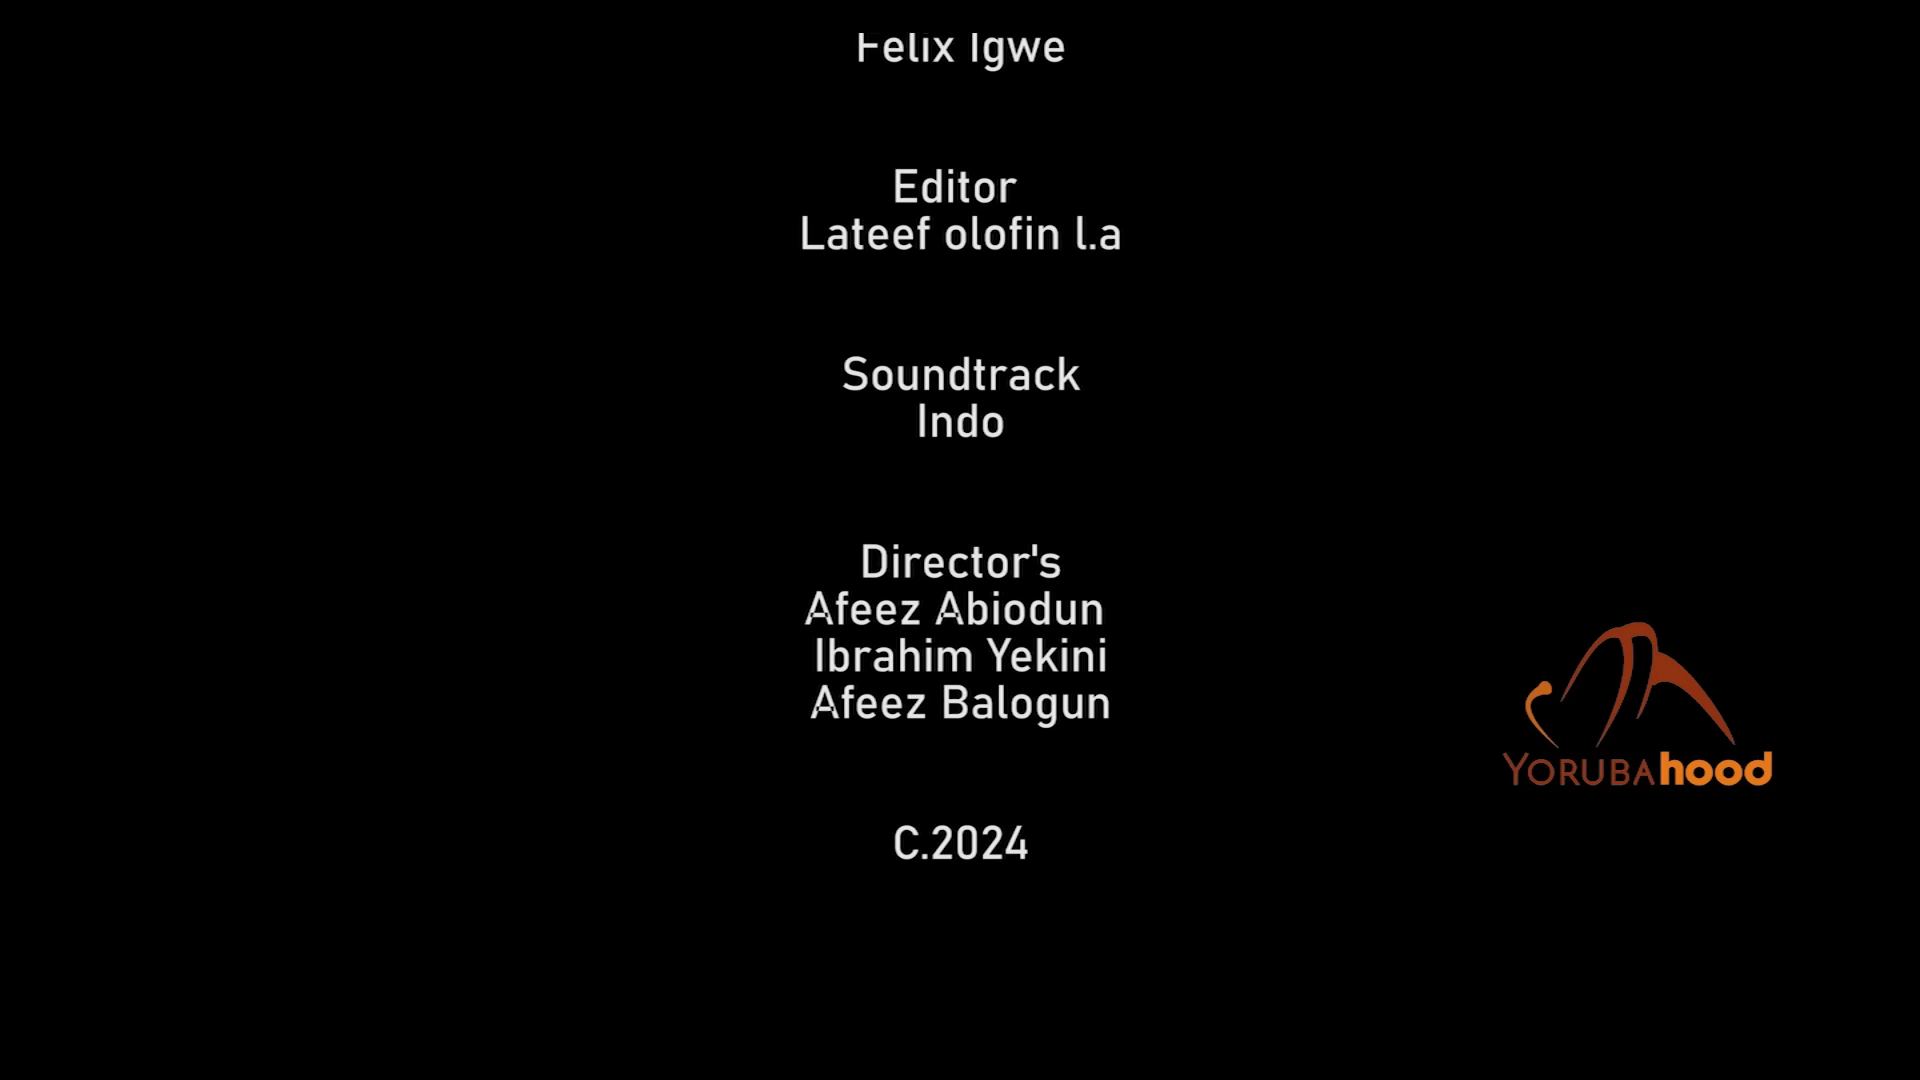 Felix Igwe
Editor
Lateef olofin l.a
Soundtrack
Indo
Director's
Afeez Abiodun
Ibrahim Yekini
Afeez Balogun
C.2024
YORUBAhood